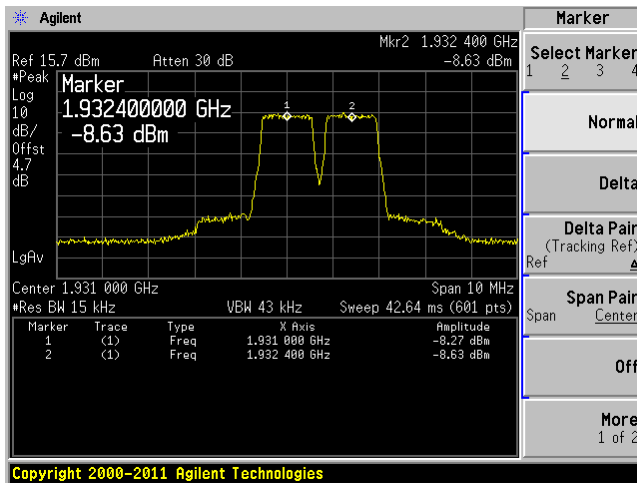 Agilent
Marker
Mkr2 1.932 400 GHz
Ref 15.7 dBm Atten 30 dB -8.63 dBm
#Peak
Log
10
dB/
Offst
4.7
dB
LgAv
Marker
1.932400000 GHz
-8.63 dBm
1 2
Center 1.931 000 GHz Span 10 MHz
#Res BW 15 kHz VBW 43 kHz Sweep 42.64 ms (601 pts)
Marker Trace Type X Axis Amplitude
1 (1) Freq 1.931 000 GHz -8.27 dBm
2 (1) Freq 1.932 400 GHz -8.63 dBm
Select Marker
1 2 3 4
Normal
Delta
Delta Pair
(Tracking Ref)
Ref Δ
Span Pair
Span Center
Off
More
1 of 2
Copyright 2000-2011 Agilent Technologies